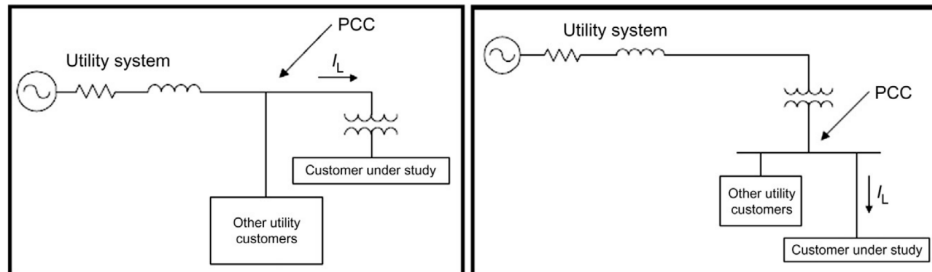 PCC
Utility system
I_L
Customer under study
Other utility
customers
Utility system
PCC
Other utility
customers
I_L
Customer under study